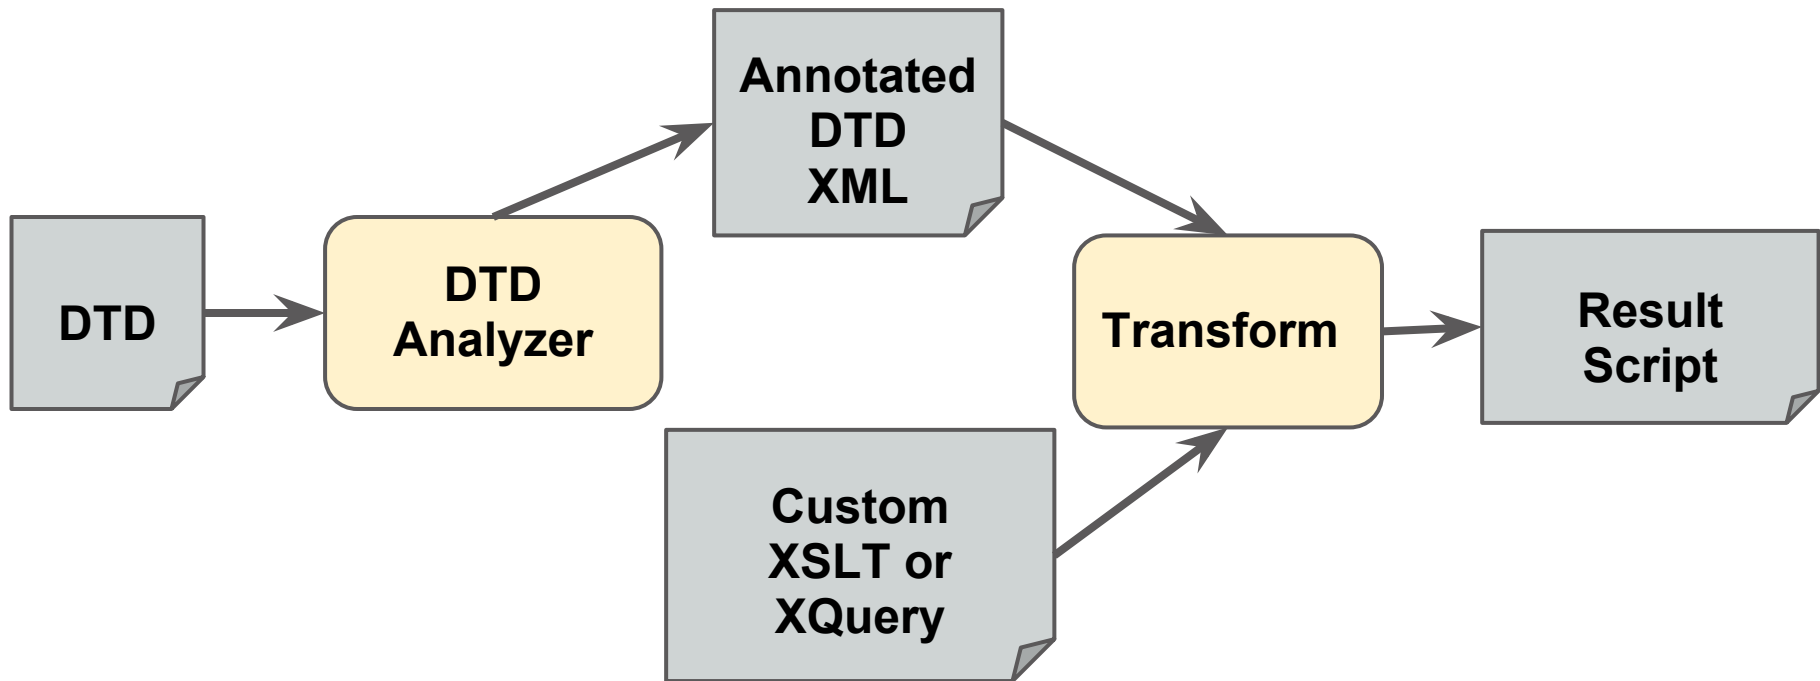 DTD
DTD
Analyzer
Annotated
DTD
XML
Custom
XSLT or
XQuery
Transform
Result
Script